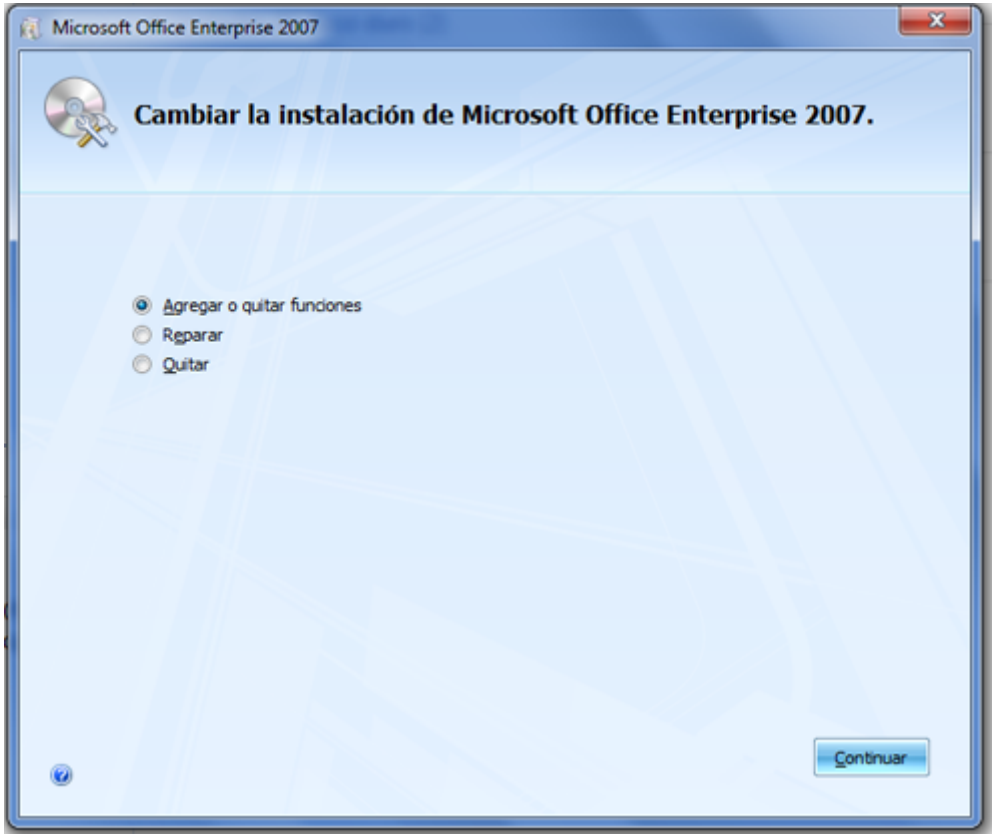 Microsoft Office Enterprise 2007
Cambiar la instalación de Microsoft Office Enterprise 2007.
Agregar o quitar funciones
Reparar
Quitar
Continuar